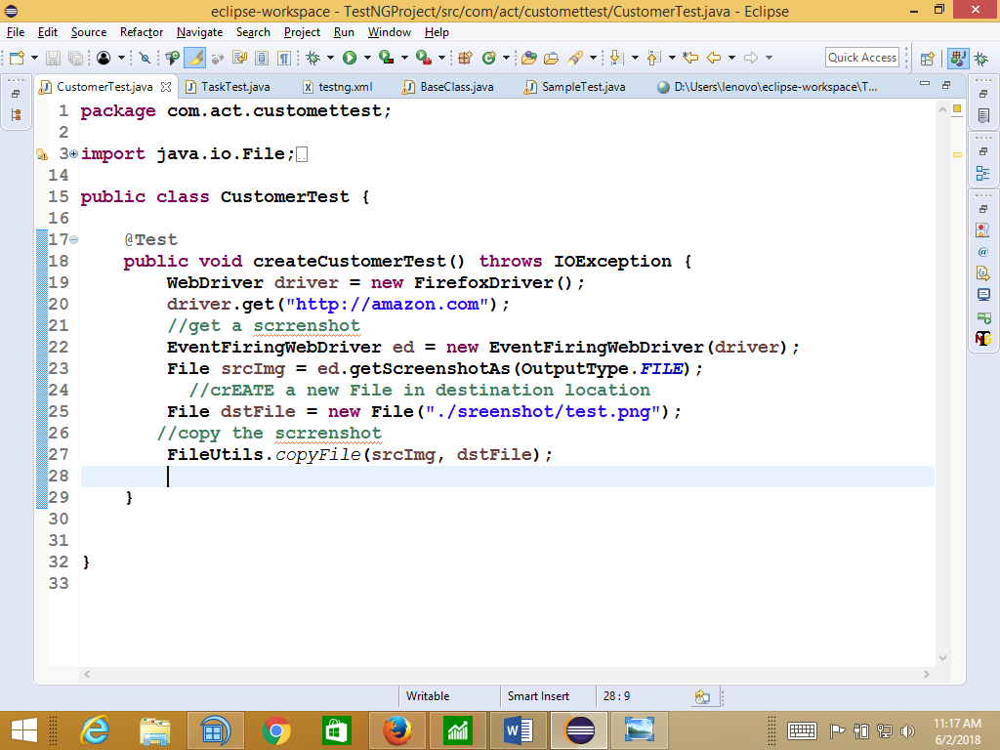 eclipse-workspace - TestNGProject/src/com/act/customettest/CustomerTest.java - Eclipse
File Edit Source Refactor Navigate Search Project Run Window Help
Quick Access
CustomerTest.java TaskTest.java testng.xml BaseClass.java SampleTest.java D:\Users\lenovo\eclipse-workspace\T...
1 package com.act.customettest;
2
3 import java.io.File;
14
15 public class CustomerTest {
16
17 @Test
18 public void createCustomerTest() throws IOException {
19 WebDriver driver = new FirefoxDriver();
20 driver.get("http://amazon.com");
21 //get a scrrenshot
22 EventFiringWebDriver ed = new EventFiringWebDriver(driver);
23 File srcImg = ed.getScreenshotAs(OutputType.FILE);
24 //crEATE a new File in destination location
25 File dstFile = new File("./sreenshot/test.png");
26 //copy the scrrenshot
27 FileUtils.copyFile(srcImg, dstFile);
28
29 }
30
31
32 }
33
Writable Smart Insert 28 : 9
11:17 AM
6/2/2018